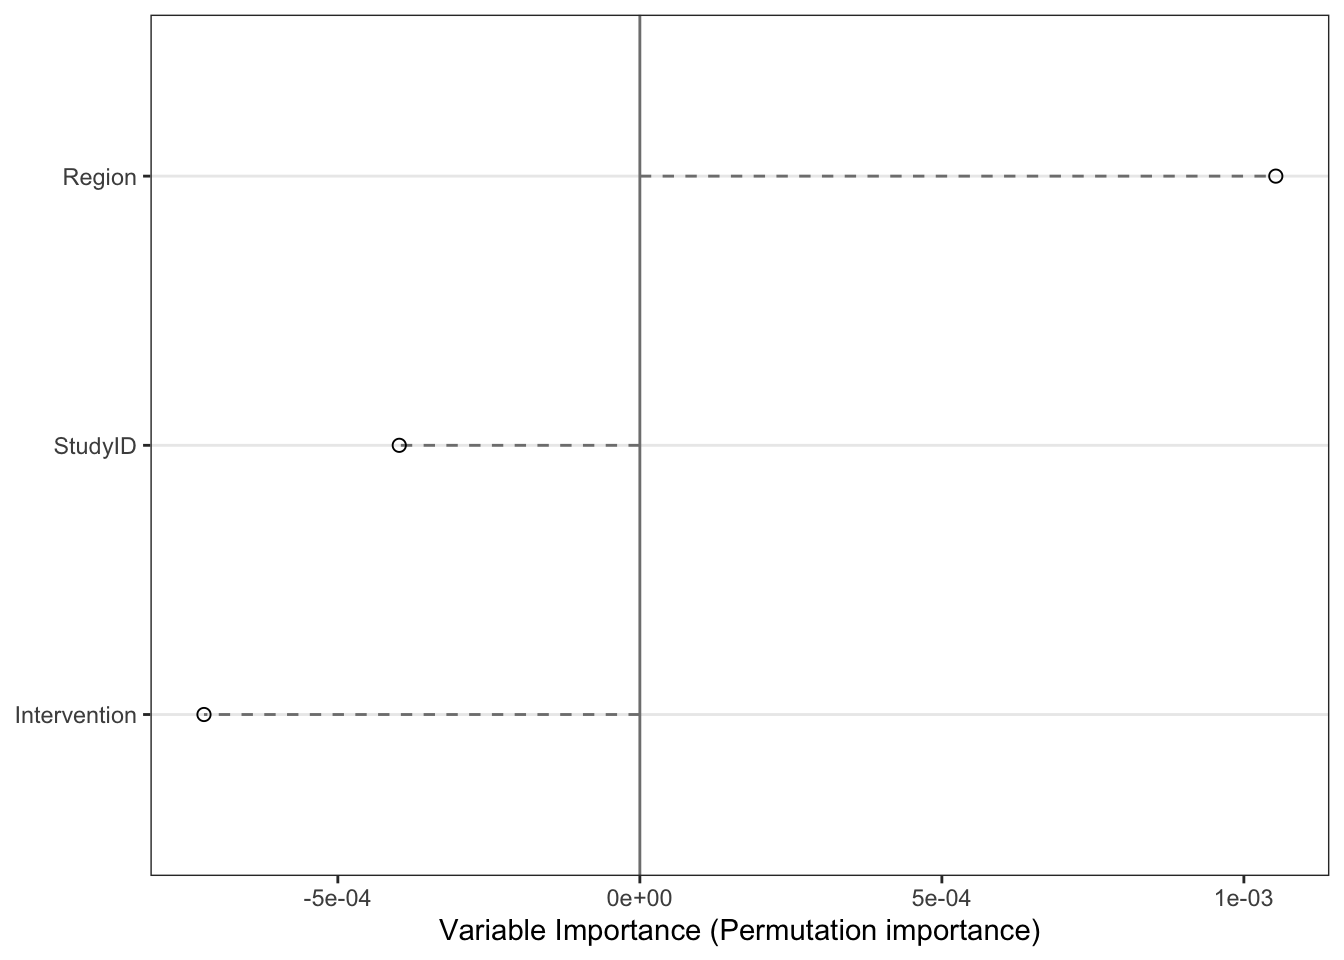 Region
StudyID
Intervention
-5e-04 0e+00 5e-04 1e-03
Variable Importance (Permutation importance)